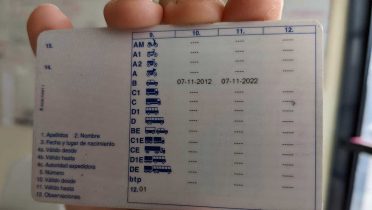 9. 10. 11. 12.
13.
AM ---- ---- ----
A1 ---- ---- ----
14.
A2 ---- ---- ----
A ---- ---- ----
B 07-11-2012 07-11-2022 ----
C1 ---- ---- ----
C ---- ---- ----
D1 ---- ---- ----
D ---- ---- ----
1. Apellidos 2. Nombre
BE ---- ---- ----
3. Fecha y lugar de nacimiento
C1E ---- ---- ----
4a. Válido desde
CE ---- ---- ----
4b. Válido hasta
D1E ---- ---- ----
4c. Autoridad expedidora
DE ---- ---- ----
5. Número
btp ---- ---- ----
10. Válido desde
11. Válido hasta
12. 01
12. Observaciones